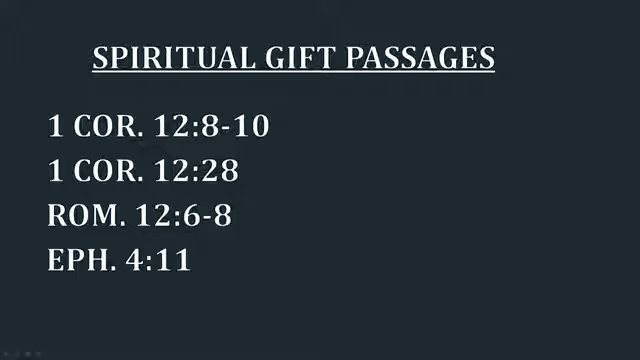 SPIRITUAL GIFT PASSAGES
1 COR. 12:8-10
1 COR. 12:28
ROM. 12:6-8
EPH. 4:11